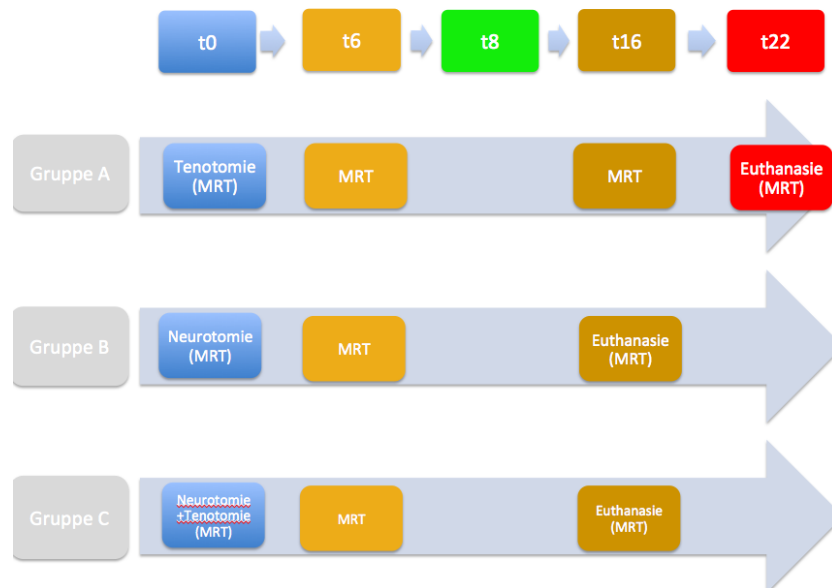 t0
t6
t8
t16
t22
Gruppe A
Tenotomie
(MRT)
MRT
MRT
Euthanasie
(MRT)
Gruppe B
Neurotomie
(MRT)
MRT
Euthanasie
(MRT)
Gruppe C
Neurotomie
+Tenotomie
(MRT)
MRT
Euthanasie
(MRT)